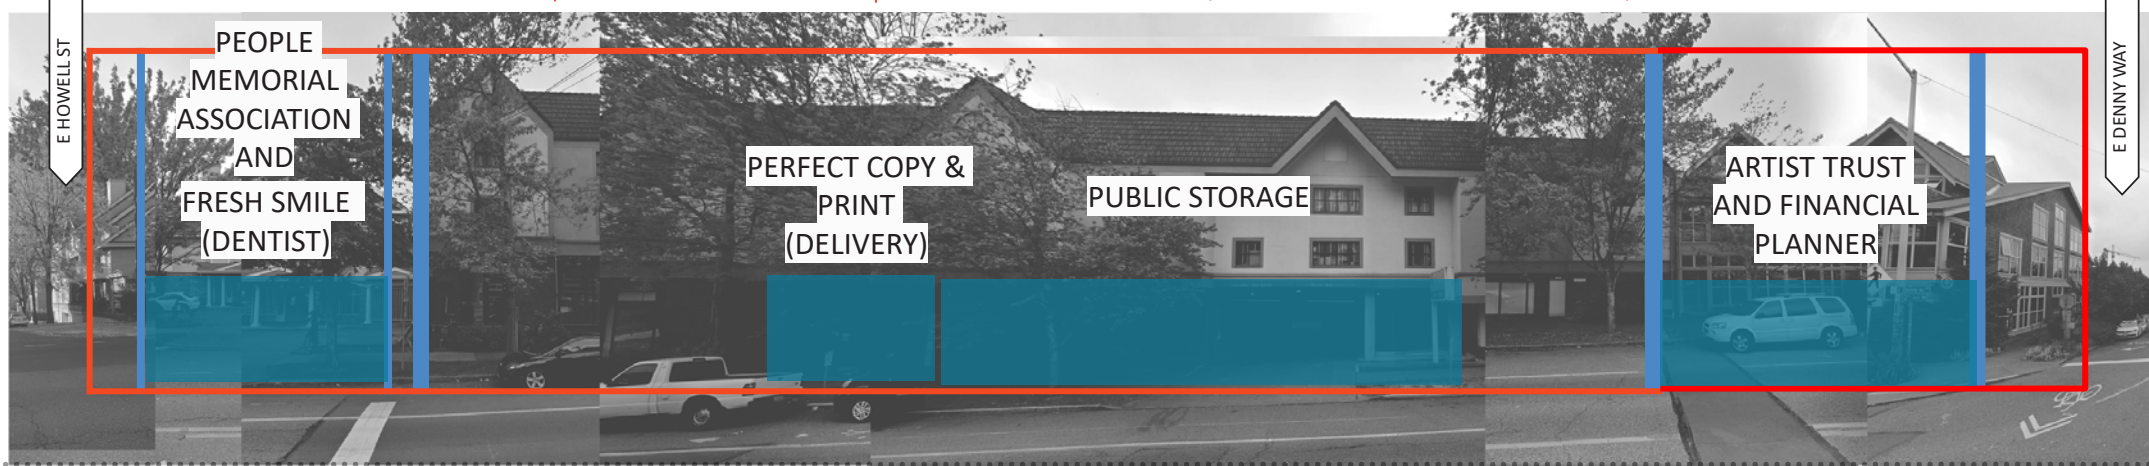 E HOWELL ST
PEOPLE
MEMORIAL
ASSOCIATION
AND
FRESH SMILE
(DENTIST)
PERFECT COPY &
PRINT
(DELIVERY)
PUBLIC STORAGE
ARTIST TRUST
AND FINANCIAL
PLANNER
E DENNY WAY